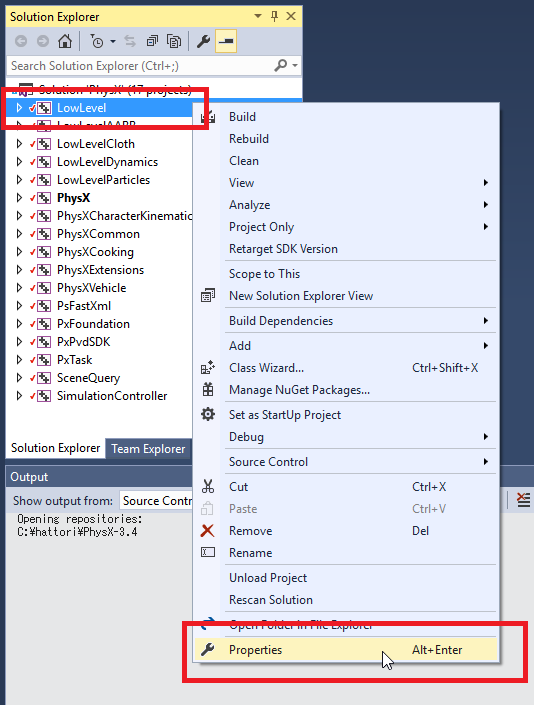 Solution Explorer
Search Solution Explorer (Ctrl+;)
Solution 'PhysX' (17 projects)
LowLevel
LowLevelAABB
LowLevelCloth
LowLevelDynamics
LowLevelParticles
PhysX
PhysXCharacterKinematic
PhysXCommon
PhysXCooking
PhysXExtensions
PhysXVehicle
PsFastXml
PxFoundation
PxPvdSDK
PxTask
SceneQuery
SimulationController
Solution Explorer
Team Explorer
Build
Rebuild
Clean
View
Analyze
Project Only
Retarget SDK Version
Scope to This
New Solution Explorer View
Build Dependencies
Add
Class Wizard... Ctrl+Shift+X
Manage NuGet Packages...
Set as StartUp Project
Debug
Source Control
Cut Ctrl+X
Paste Ctrl+V
Remove Del
Rename
Unload Project
Rescan Solution
Open Folder in File Explorer
Properties Alt+Enter
Output
Show output from: Source Contr
Opening repositories:
C:¥hattori¥PhysX-3.4